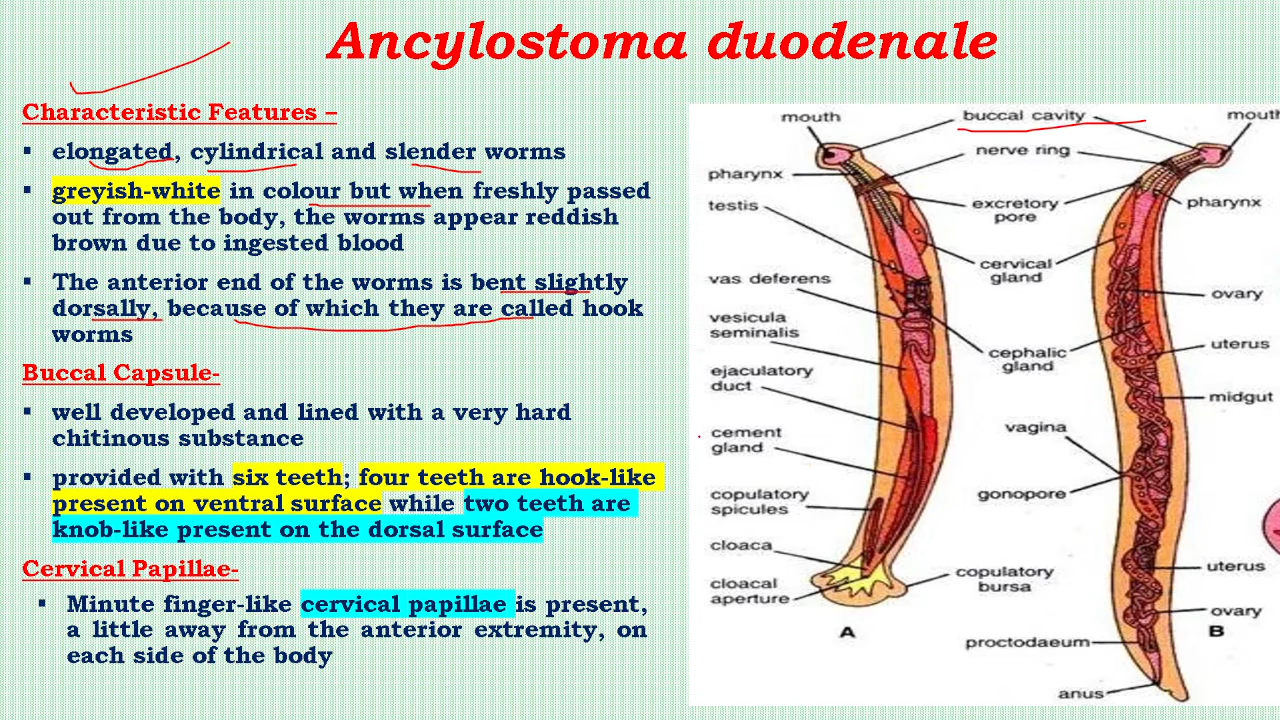 Ancylostoma duodenale
Characteristic Features –
▪ elongated, cylindrical and slender worms
▪ greyish-white in colour but when freshly passed
out from the body, the worms appear reddish
brown due to ingested blood
▪ The anterior end of the worms is bent slightly
dorsally, because of which they are called hook
worms
Buccal Capsule-
▪ well developed and lined with a very hard
chitinous substance
▪ provided with six teeth; four teeth are hook-like
present on ventral surface while two teeth are
knob-like present on the dorsal surface
Cervical Papillae-
▪ Minute finger-like cervical papillae is present,
a little away from the anterior extremity, on
each side of the body
mouth
pharynx
testis
vas deferens
vesicula
seminalis
ejaculatory
duct
cement
gland
copulatory
spicules
cloaca
cloacal
aperture
A
buccal cavity
nerve ring
excretory
pore
cervical
gland
cephalic
gland
vagina
gonopore
copulatory
bursa
proctodaeum
anus
mouth
pharynx
ovary
uterus
midgut
uterus
ovary
B